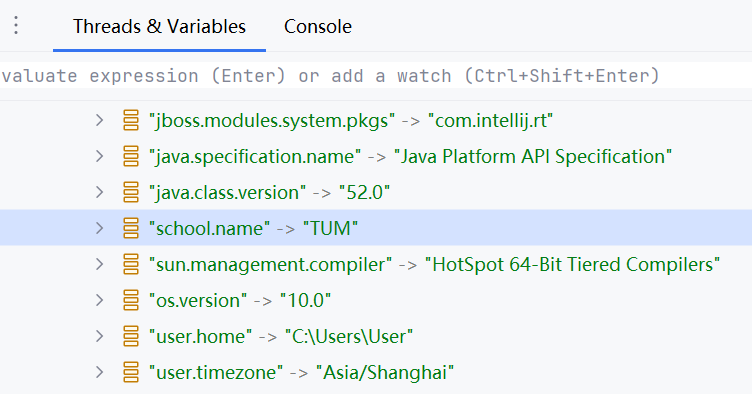 Threads & Variables Console
valuate expression (Enter) or add a watch (Ctrl+Shift+Enter)
"jboss.modules.system.pkgs" -> "com.intellij.rt"
"java.specification.name" -> "Java Platform API Specification"
"java.class.version" -> "52.0"
"school.name" -> "TUM"
"sun.management.compiler" -> "HotSpot 64-Bit Tiered Compilers"
"os.version" -> "10.0"
"user.home" -> "C:\Users\User"
"user.timezone" -> "Asia/Shanghai"